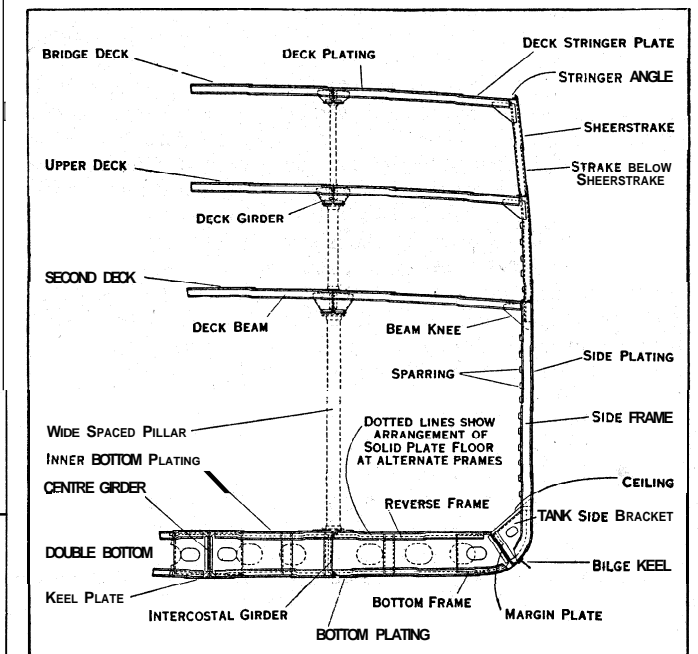 BRIDGE DECK
DECK PLATING
DECK STRINGER PLATE
STRINGER ANGLE
SHEERSTRAKE
UPPER DECK
STRAKE BELOW
SHEERSTRAKE
DECK GIRDER
SECOND DECK
DECK BEAM
BEAM KNEE
SIDE PLATING
SPARRING
WIDE SPACED PILLAR
DOTTED LINES SHOW
ARRANGEMENT OF
SOLID PLATE FLOOR
AT ALTERNATE FRAMES
SIDE FRAME
INNER BOTTOM PLATING
CENTRE GIRDER
CEILING
REVERSE FRAME
TANK SIDE BRACKET
DOUBLE BOTTOM
BILGE KEEL
KEEL PLATE
INTERCOSTAL GIRDER
BOTTOM FRAME
MARGIN PLATE
BOTTOM PLATING